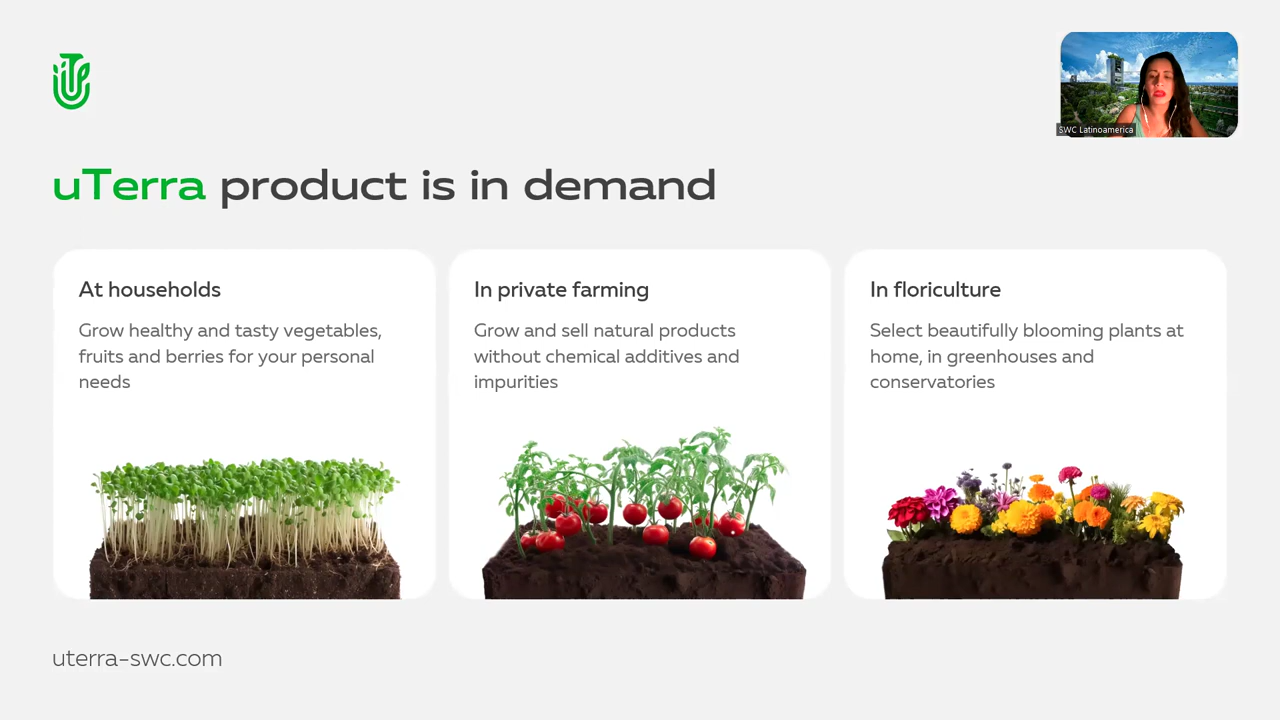 SWC Latinoamerica
uTerra product is in demand
At households
Grow healthy and tasty vegetables,
fruits and berries for your personal
needs
In private farming
Grow and sell natural products
without chemical additives and
impurities
In floriculture
Select beautifully blooming plants at
home, in greenhouses and
conservatories
uterra-swc.com